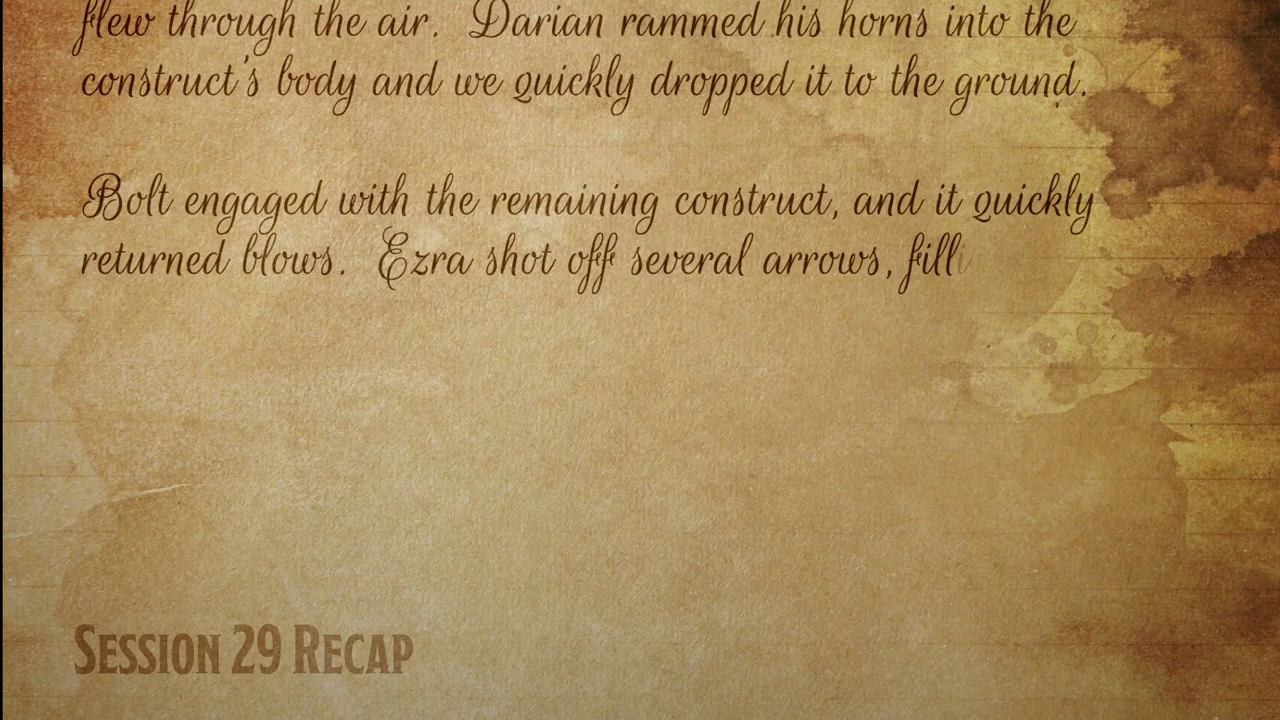 flew through the air.  Darian rammed his horns into the
construct's body and we quickly dropped it to the ground.
Bolt engaged with the remaining construct, and it quickly
returned blows.  Ezra shot off several arrows, fill
Session 29 Recap